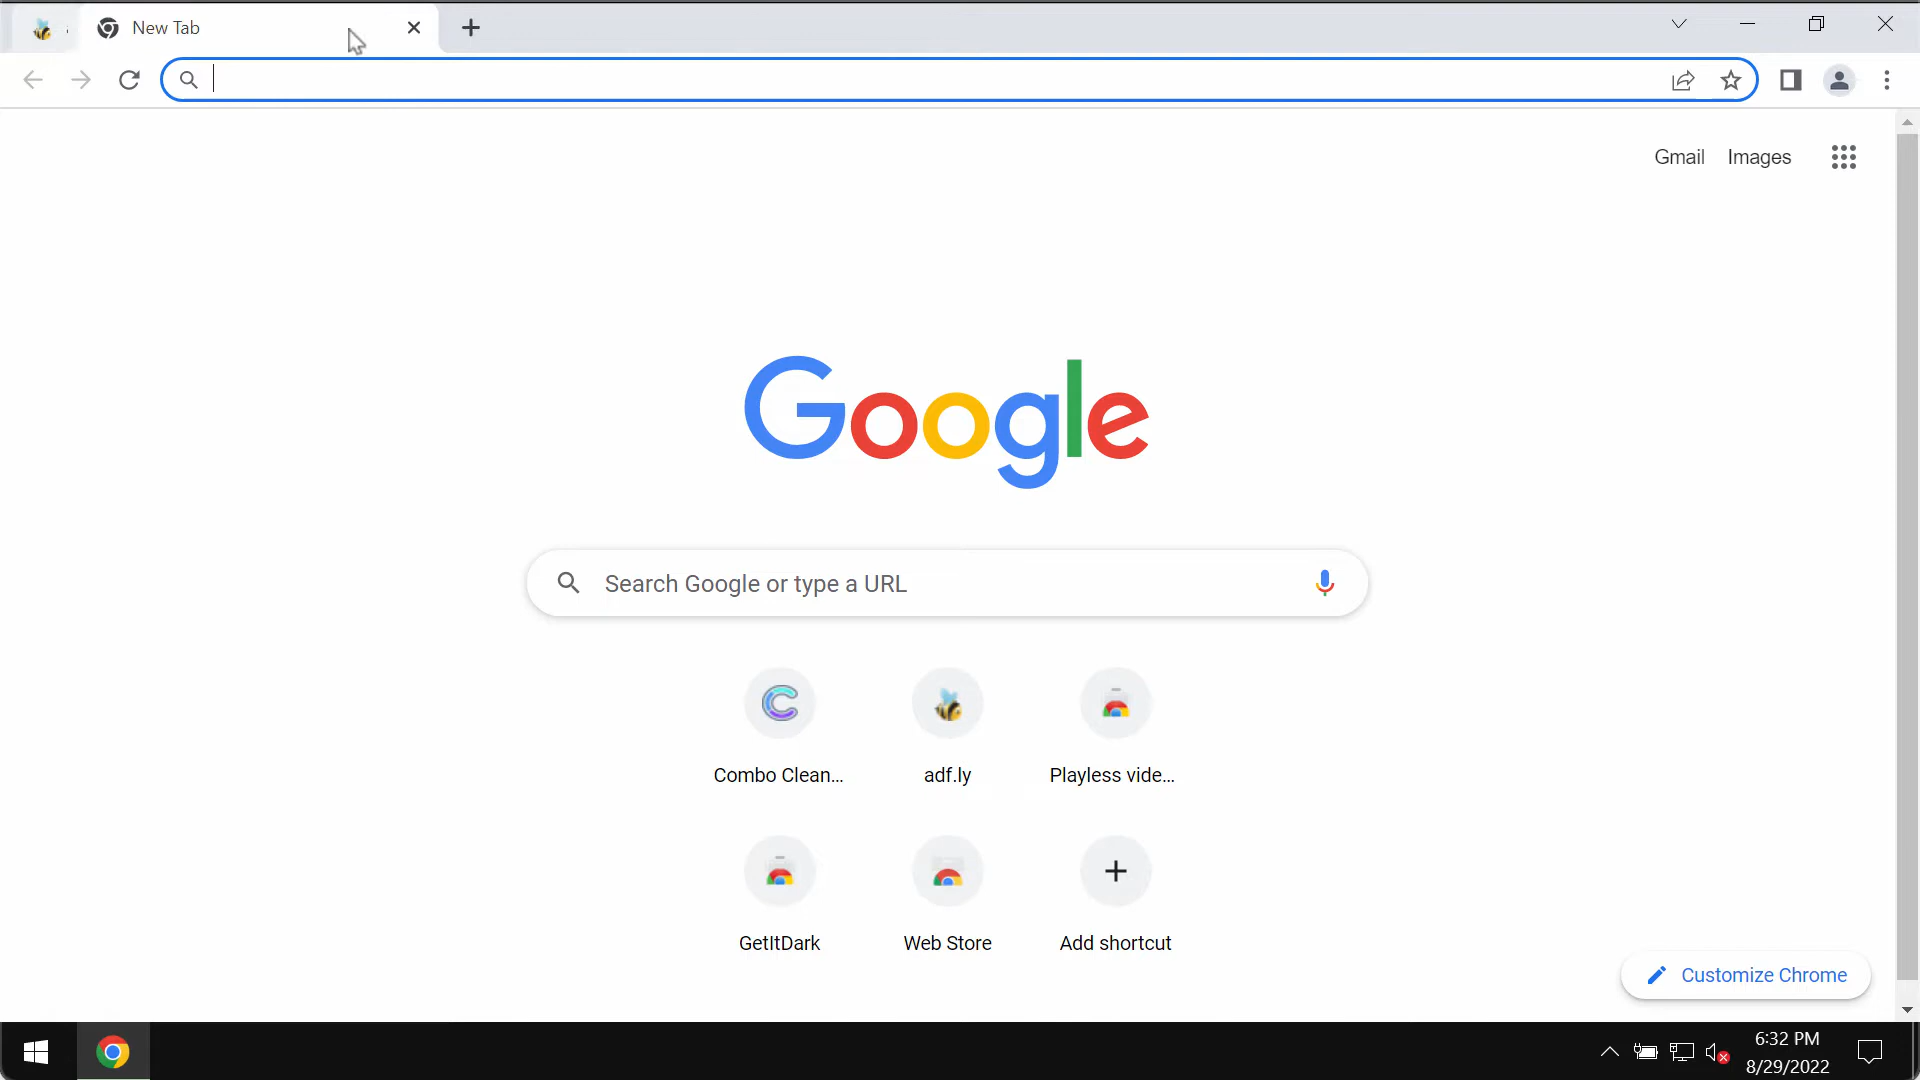 New Tab
Gmail Images
Google
Search Google or type a URL
Combo Clean... adf.ly Playless vide...
GetItDark Web Store Add shortcut
Customize Chrome
6:32 PM
8/29/2022